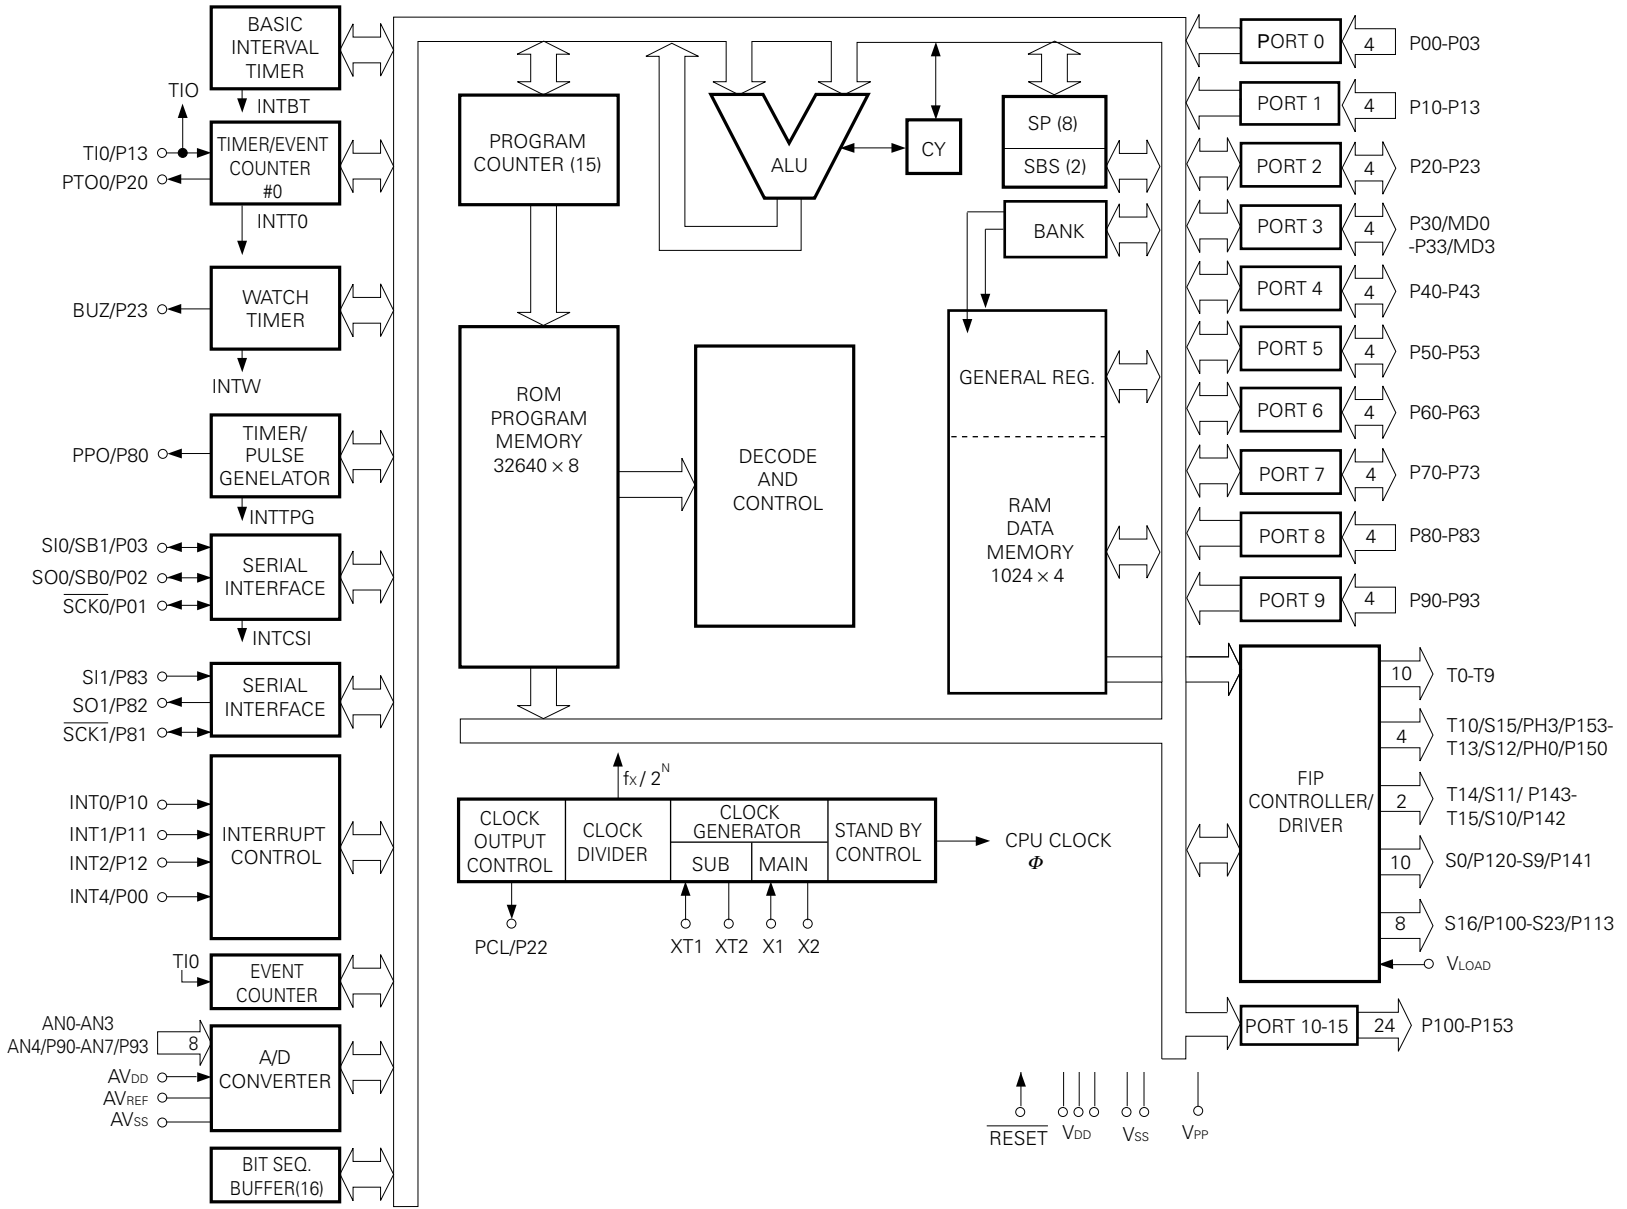 BASIC
INTERVAL
TIMER
INTBT
TIO
TI0/P13
PTO0/P20
TIMER/EVENT
COUNTER
#0
INTT0
BUZ/P23
WATCH
TIMER
INTW
PPO/P80
TIMER/
PULSE
GENELATOR
INTTPG
SI0/SB1/P03
SO0/SB0/P02
SCK0/P01
SERIAL
INTERFACE
INTCSI
SI1/P83
SO1/P82
SCK1/P81
SERIAL
INTERFACE
INT0/P10
INT1/P11
INT2/P12
INT4/P00
INTERRUPT
CONTROL
TI0
EVENT
COUNTER
AN0-AN3
AN4/P90-AN7/P93
8
AVDD
AVREF
AVSS
A/D
CONVERTER
BIT SEQ.
BUFFER(16)
PROGRAM
COUNTER (15)
ALU
CY
SP (8)
SBS (2)
BANK
ROM
PROGRAM
MEMORY
32640 × 8
DECODE
AND
CONTROL
GENERAL REG.
RAM
DATA
MEMORY
1024 × 4
fx / 2N
CLOCK
OUTPUT
CONTROL
CLOCK
DIVIDER
CLOCK
GENERATOR
SUB
MAIN
STAND BY
CONTROL
CPU CLOCK
Φ
PCL/P22
XT1
XT2
X1
X2
RESET
VDD
VSS
VPP
PORT 0
4
P00-P03
PORT 1
4
P10-P13
PORT 2
4
P20-P23
PORT 3
4
P30/MD0
-P33/MD3
PORT 4
4
P40-P43
PORT 5
4
P50-P53
PORT 6
4
P60-P63
PORT 7
4
P70-P73
PORT 8
4
P80-P83
PORT 9
4
P90-P93
FIP
CONTROLLER/
DRIVER
10
T0-T9
4
T10/S15/PH3/P153-
T13/S12/PH0/P150
2
T14/S11/ P143-
T15/S10/P142
10
S0/P120-S9/P141
8
S16/P100-S23/P113
VLOAD
PORT 10-15
24
P100-P153